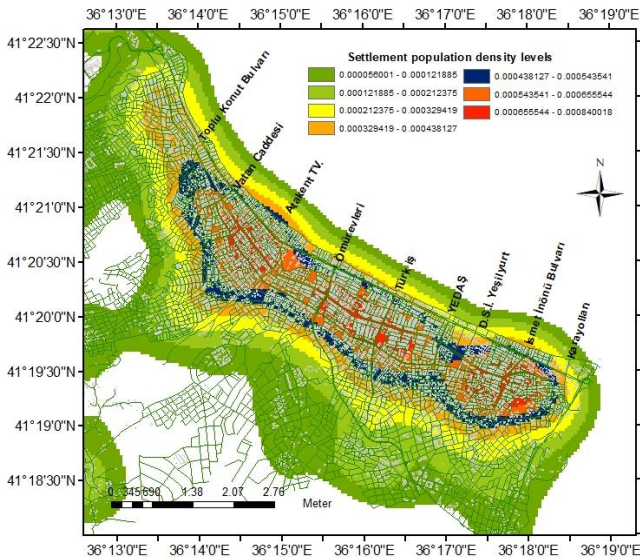 36°13'0"E 36°14'0"E 36°15'0"E 36°16'0"E 36°17'0"E 36°18'0"E 36°19'0"E
41°22'30"N
41°22'0"N
41°21'30"N
41°21'0"N
41°20'30"N
41°20'0"N
41°19'30"N
41°19'0"N
41°18'30"N
Settlement population density levels
0.000056001 - 0.000121885
0.000121885 - 0.000212375
0.000212375 - 0.000329419
0.000329419 - 0.000438127
0.000438127 - 0.000543541
0.000543541 - 0.000655544
0.000655544 - 0.000840018
N
Toplu Konut Bulvarı
Vatan Caddesi
Atakent TV.
Ömürevleri
Türk-iş
YEDAŞ
D.S.İ. Yeşilyurt
İsmet İnönü Bulvarı
Karayolları
0 345690 1.38 2.07 2.76
Meter
36°13'0"E 36°14'0"E 36°15'0"E 36°16'0"E 36°17'0"E 36°18'0"E 36°19'0"E